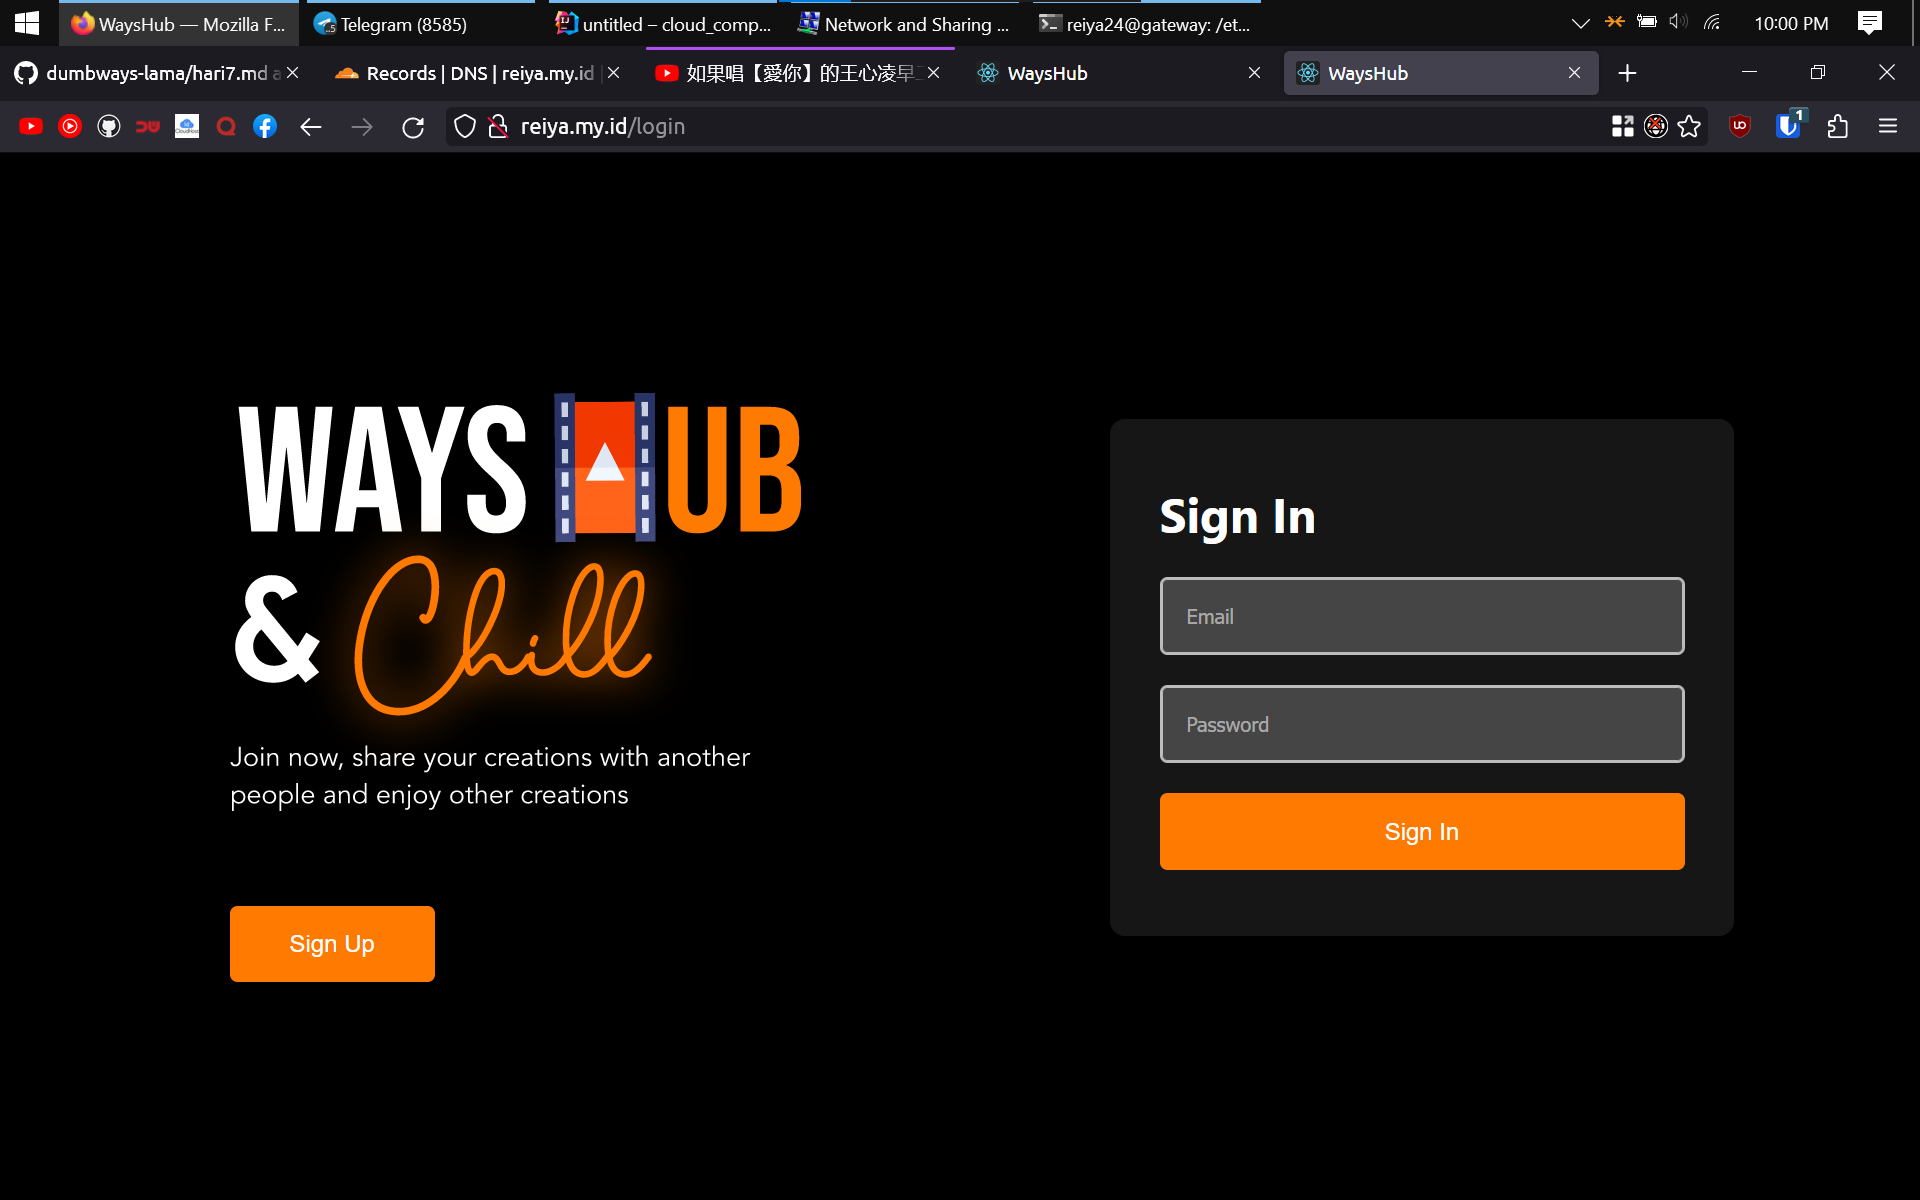 WaysHub — Mozilla F...
Telegram (8585)
untitled – cloud_comp...
Network and Sharing ...
reiya24@gateway: /et...
10:00 PM
dumbways-lama/hari7.md a
Records | DNS | reiya.my.id
如果唱【愛你】的王心凌早
WaysHub
WaysHub
reiya.my.id/login
1
WAYS HUB
& Chill
Join now, share your creations with another
people and enjoy other creations
Sign Up
Sign In
Email
Password
Sign In